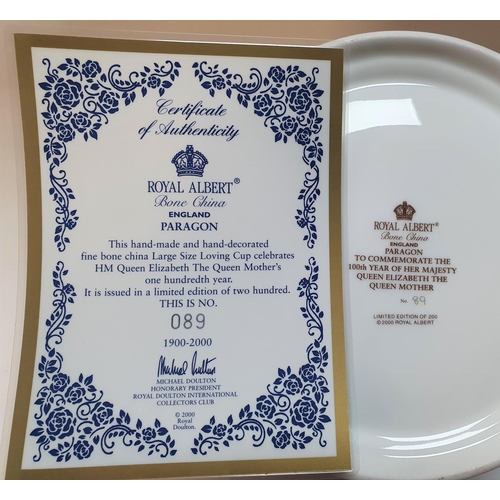 Certificate
of Authenticity
ROYAL ALBERT®
Bone China
ENGLAND
PARAGON
This hand-made and hand-decorated
fine bone china Large Size Loving Cup celebrates
HM Queen Elizabeth The Queen Mother's
one hundredth year.
It is issued in a limited edition of two hundred.
THIS IS NO.
089
1900-2000
Michael Doulton
MICHAEL DOULTON
HONORARY PRESIDENT
ROYAL DOULTON INTERNATIONAL
COLLECTORS CLUB
© 2000
Royal
Doulton.
ROYAL ALBERT®
Bone China
ENGLAND
PARAGON
TO COMMEMORATE THE
100th YEAR OF HER MAJESTY
QUEEN ELIZABETH THE
QUEEN MOTHER
No. 89
LIMITED EDITION OF 200
© 2000 ROYAL ALBERT